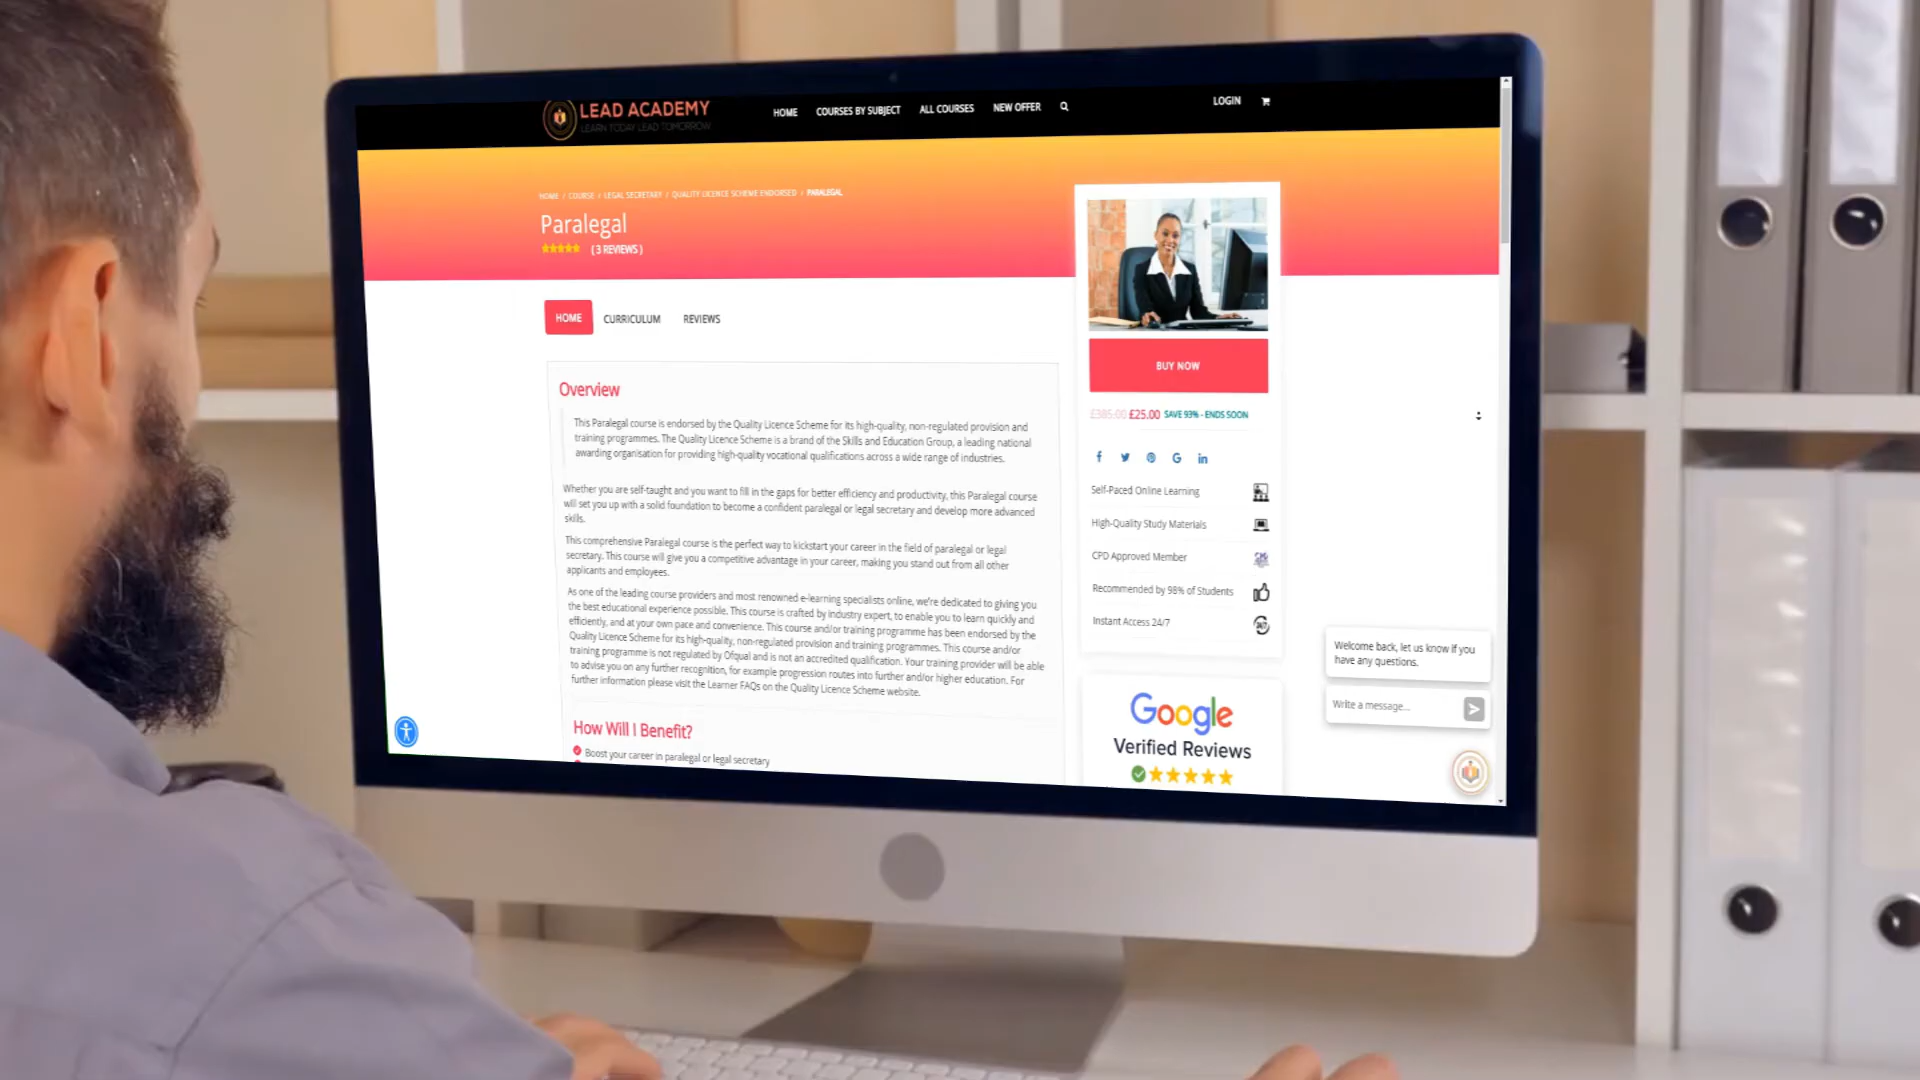 LEAD ACADEMY
LEARN TODAY LEAD TOMORROW
HOME COURSES BY SUBJECT ALL COURSES NEW OFFER
LOGIN
HOME / COURSE / LEGAL SECRETARY / QUALITY LICENCE SCHEME ENDORSED / PARALEGAL
Paralegal
( 3 REVIEWS )
HOME CURRICULUM REVIEWS
Overview
This Paralegal course is endorsed by the Quality Licence Scheme for its high-quality, non-regulated provision and
training programmes. The Quality Licence Scheme is a brand of the Skills and Education Group, a leading national
awarding organisation for providing high-quality vocational qualifications across a wide range of industries.
Whether you are self-taught and you want to fill in the gaps for better efficiency and productivity, this Paralegal course
will set you up with a solid foundation to become a confident paralegal or legal secretary and develop more advanced
skills.
This comprehensive Paralegal course is the perfect way to kickstart your career in the field of paralegal or legal
secretary. This course will give you a competitive advantage in your career, making you stand out from all other
applicants and employees.
As one of the leading course providers and most renowned e-learning specialists online, we're dedicated to giving you
the best educational experience possible. This course is crafted by industry expert, to enable you to learn quickly and
efficiently, and at your own pace and convenience. This course and/or training programme has been endorsed by the
Quality Licence Scheme for its high-quality, non-regulated provision and training programmes. This course and/or
training programme is not regulated by Ofqual and is not an accredited qualification. Your training provider will be able
to advise you on any further recognition, for example progression routes into further and/or higher education. For
further information please visit the Learner FAQs on the Quality Licence Scheme website.
How Will I Benefit?
Boost your career in paralegal or legal secretary
BUY NOW
£385.00 £25.00 SAVE 93% - ENDS SOON
Self-Paced Online Learning
High-Quality Study Materials
CPD Approved Member
Recommended by 98% of Students
Instant Access 24/7
Google
Verified Reviews
Welcome back, let us know if you
have any questions.
Write a message...